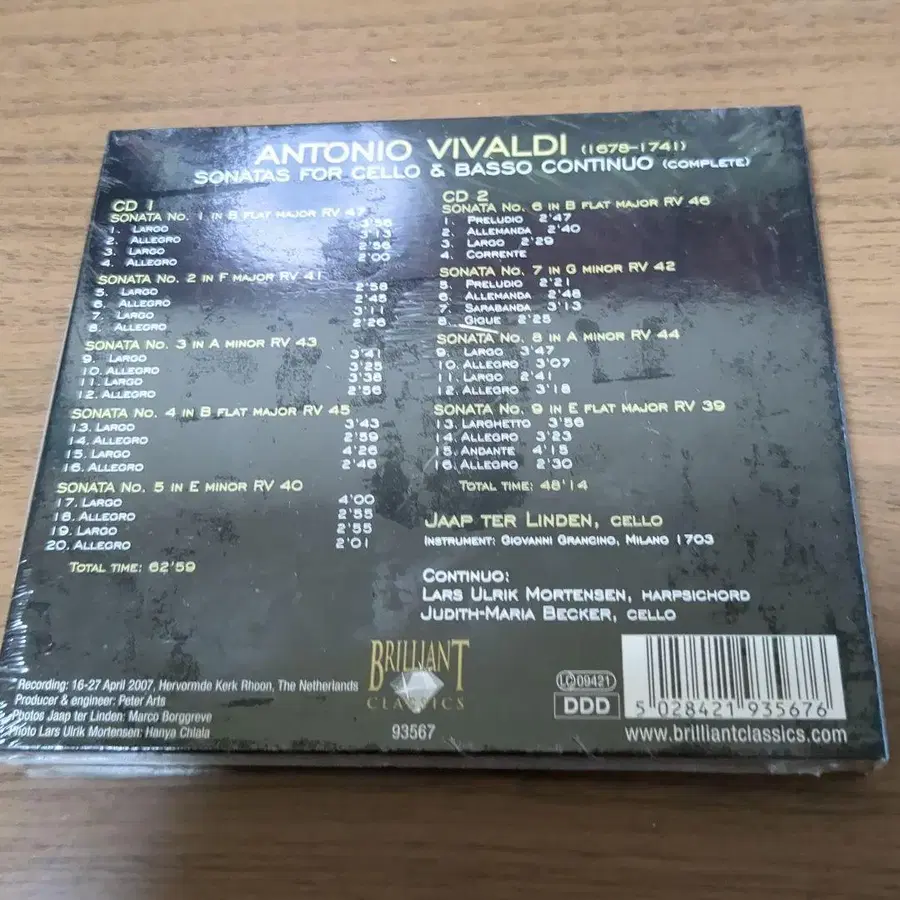 ANTONIO VIVALDI (1678-1741)
SONATAS FOR CELLO & BASSO CONTINUO (COMPLETE)
CD 1
SONATA NO. 1 IN B FLAT MAJOR RV 47
1. LARGO 3'56
2. ALLEGRO 3'13
3. LARGO 2'56
4. ALLEGRO 2'00
SONATA NO. 2 IN F MAJOR RV 41
5. LARGO 2'58
6. ALLEGRO 2'45
7. LARGO 3'11
8. ALLEGRO 2'26
SONATA NO. 3 IN A MINOR RV 43
9. LARGO 3'41
10. ALLEGRO 3'25
11. LARGO 3'38
12. ALLEGRO 2'56
SONATA NO. 4 IN B FLAT MAJOR RV 45
13. LARGO 3'43
14. ALLEGRO 2'59
15. LARGO 4'26
16. ALLEGRO 2'46
SONATA NO. 5 IN E MINOR RV 40
17. LARGO 4'00
18. ALLEGRO 2'55
19. LARGO 2'55
20. ALLEGRO 2'01
TOTAL TIME: 62'59
CD 2
SONATA NO. 6 IN B FLAT MAJOR RV 46
1. PRELUDIO 2'47
2. ALLEMANDA 2'40
3. LARGO 2'29
4. CORRENTE
SONATA NO. 7 IN G MINOR RV 42
5. PRELUDIO 2'21
6. ALLEMANDA 2'48
7. SARABANDA 3'13
8. GIGUE 2'25
SONATA NO. 8 IN A MINOR RV 44
9. LARGO 3'47
10. ALLEGRO 3'07
11. LARGO 2'41
12. ALLEGRO 3'18
SONATA NO. 9 IN E FLAT MAJOR RV 39
13. LARGHETTO 3'56
14. ALLEGRO 3'23
15. ANDANTE 4'15
16. ALLEGRO 2'30
TOTAL TIME: 48'14
JAAP TER LINDEN, CELLO
INSTRUMENT: GIOVANNI GRANCINO, MILANO 1703
CONTINUO:
LARS ULRIK MORTENSEN, HARPSICHORD
JUDITH-MARIA BECKER, CELLO
Recording: 16-27 April 2007, Hervormde Kerk Rhoon, The Netherlands
Producer & engineer: Peter Arts
Photos Jaap ter Linden: Marco Borggreve
Photo Lars Ulrik Mortensen: Hanya Chlala
BRILLIANT
CLASSICS
93567
LC 09421
DDD
5 028421 935676
www.brilliantclassics.com